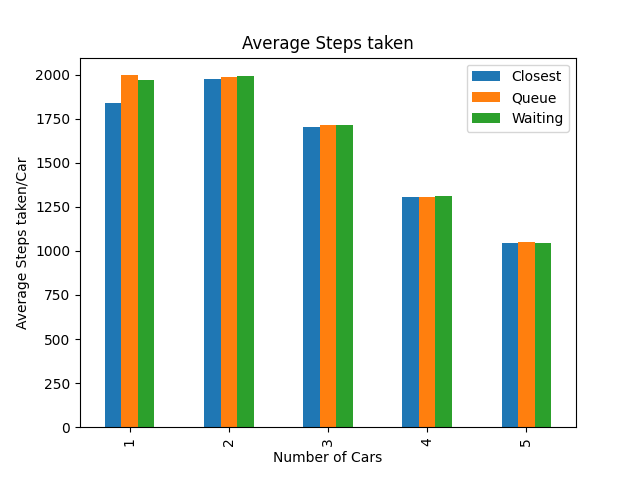 Average Steps taken
Closest
Queue
Waiting
Average Steps taken/Car
2000
1750
1500
1250
1000
750
500
250
0
1
2
3
4
5
Number of Cars